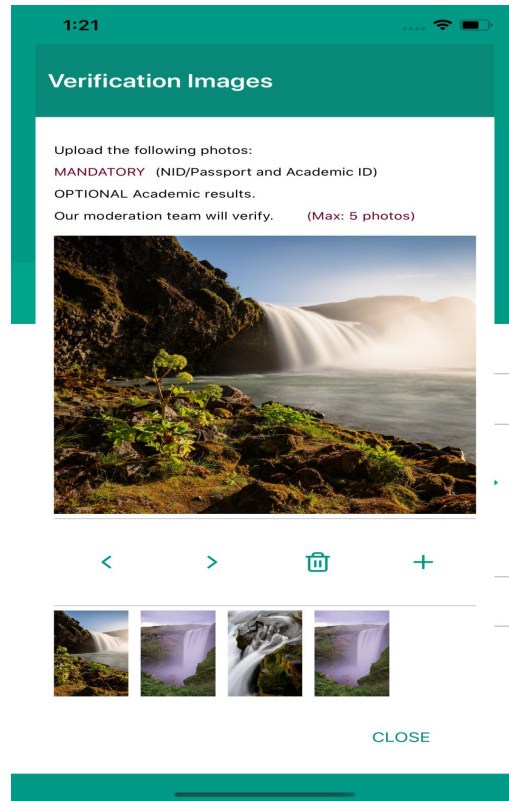 1:21
Verification Images
Upload the following photos:
MANDATORY (NID/Passport and Academic ID)
OPTIONAL Academic results.
Our moderation team will verify. (Max: 5 photos)
CLOSE